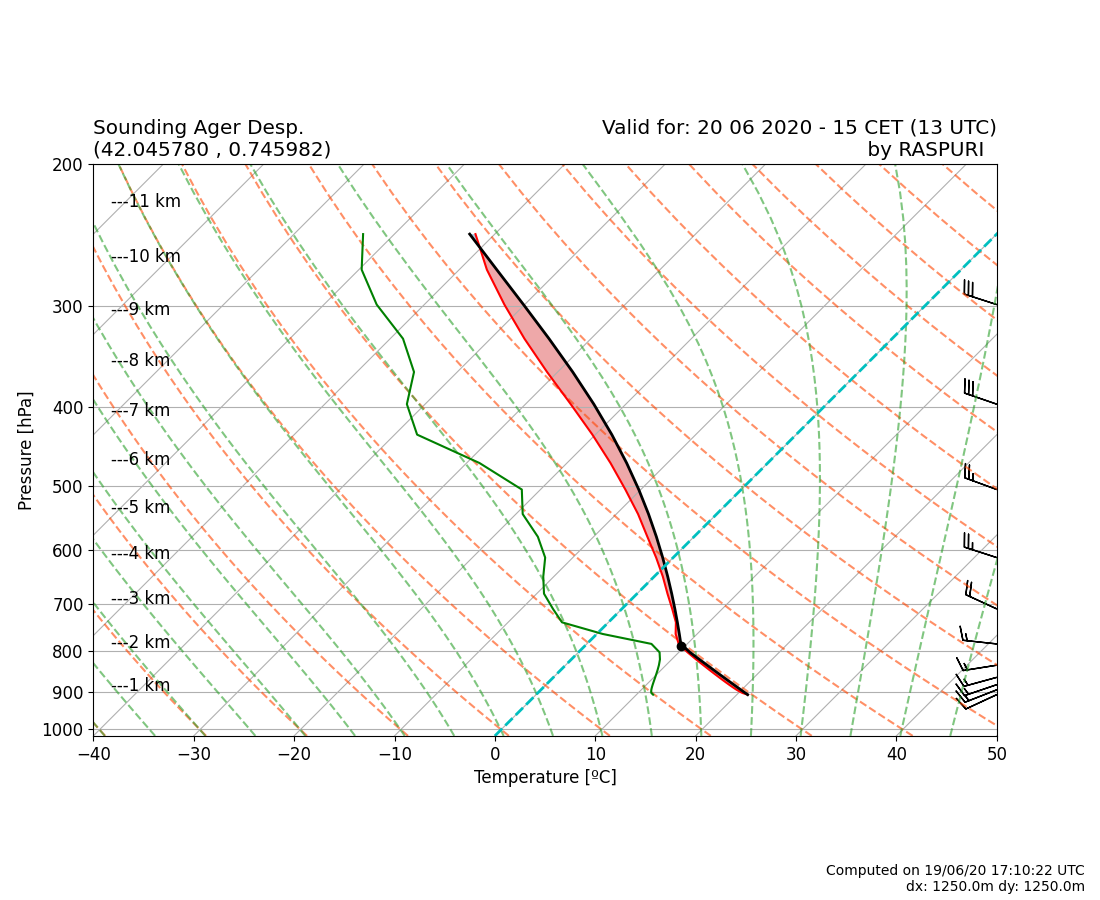 Sounding Ager Desp.
(42.045780 , 0.745982)
Valid for: 20 06 2020 - 15 CET (13 UTC)
by RASPURI
200
300
400
500
600
700
800
900
1000
Pressure [hPa]
---11 km
---10 km
---9 km
---8 km
---7 km
---6 km
---5 km
---4 km
---3 km
---2 km
---1 km
−40 −30 −20 −10 0 10 20 30 40 50
Temperature [ºC]
Computed on 19/06/20 17:10:22 UTC
dx: 1250.0m dy: 1250.0m